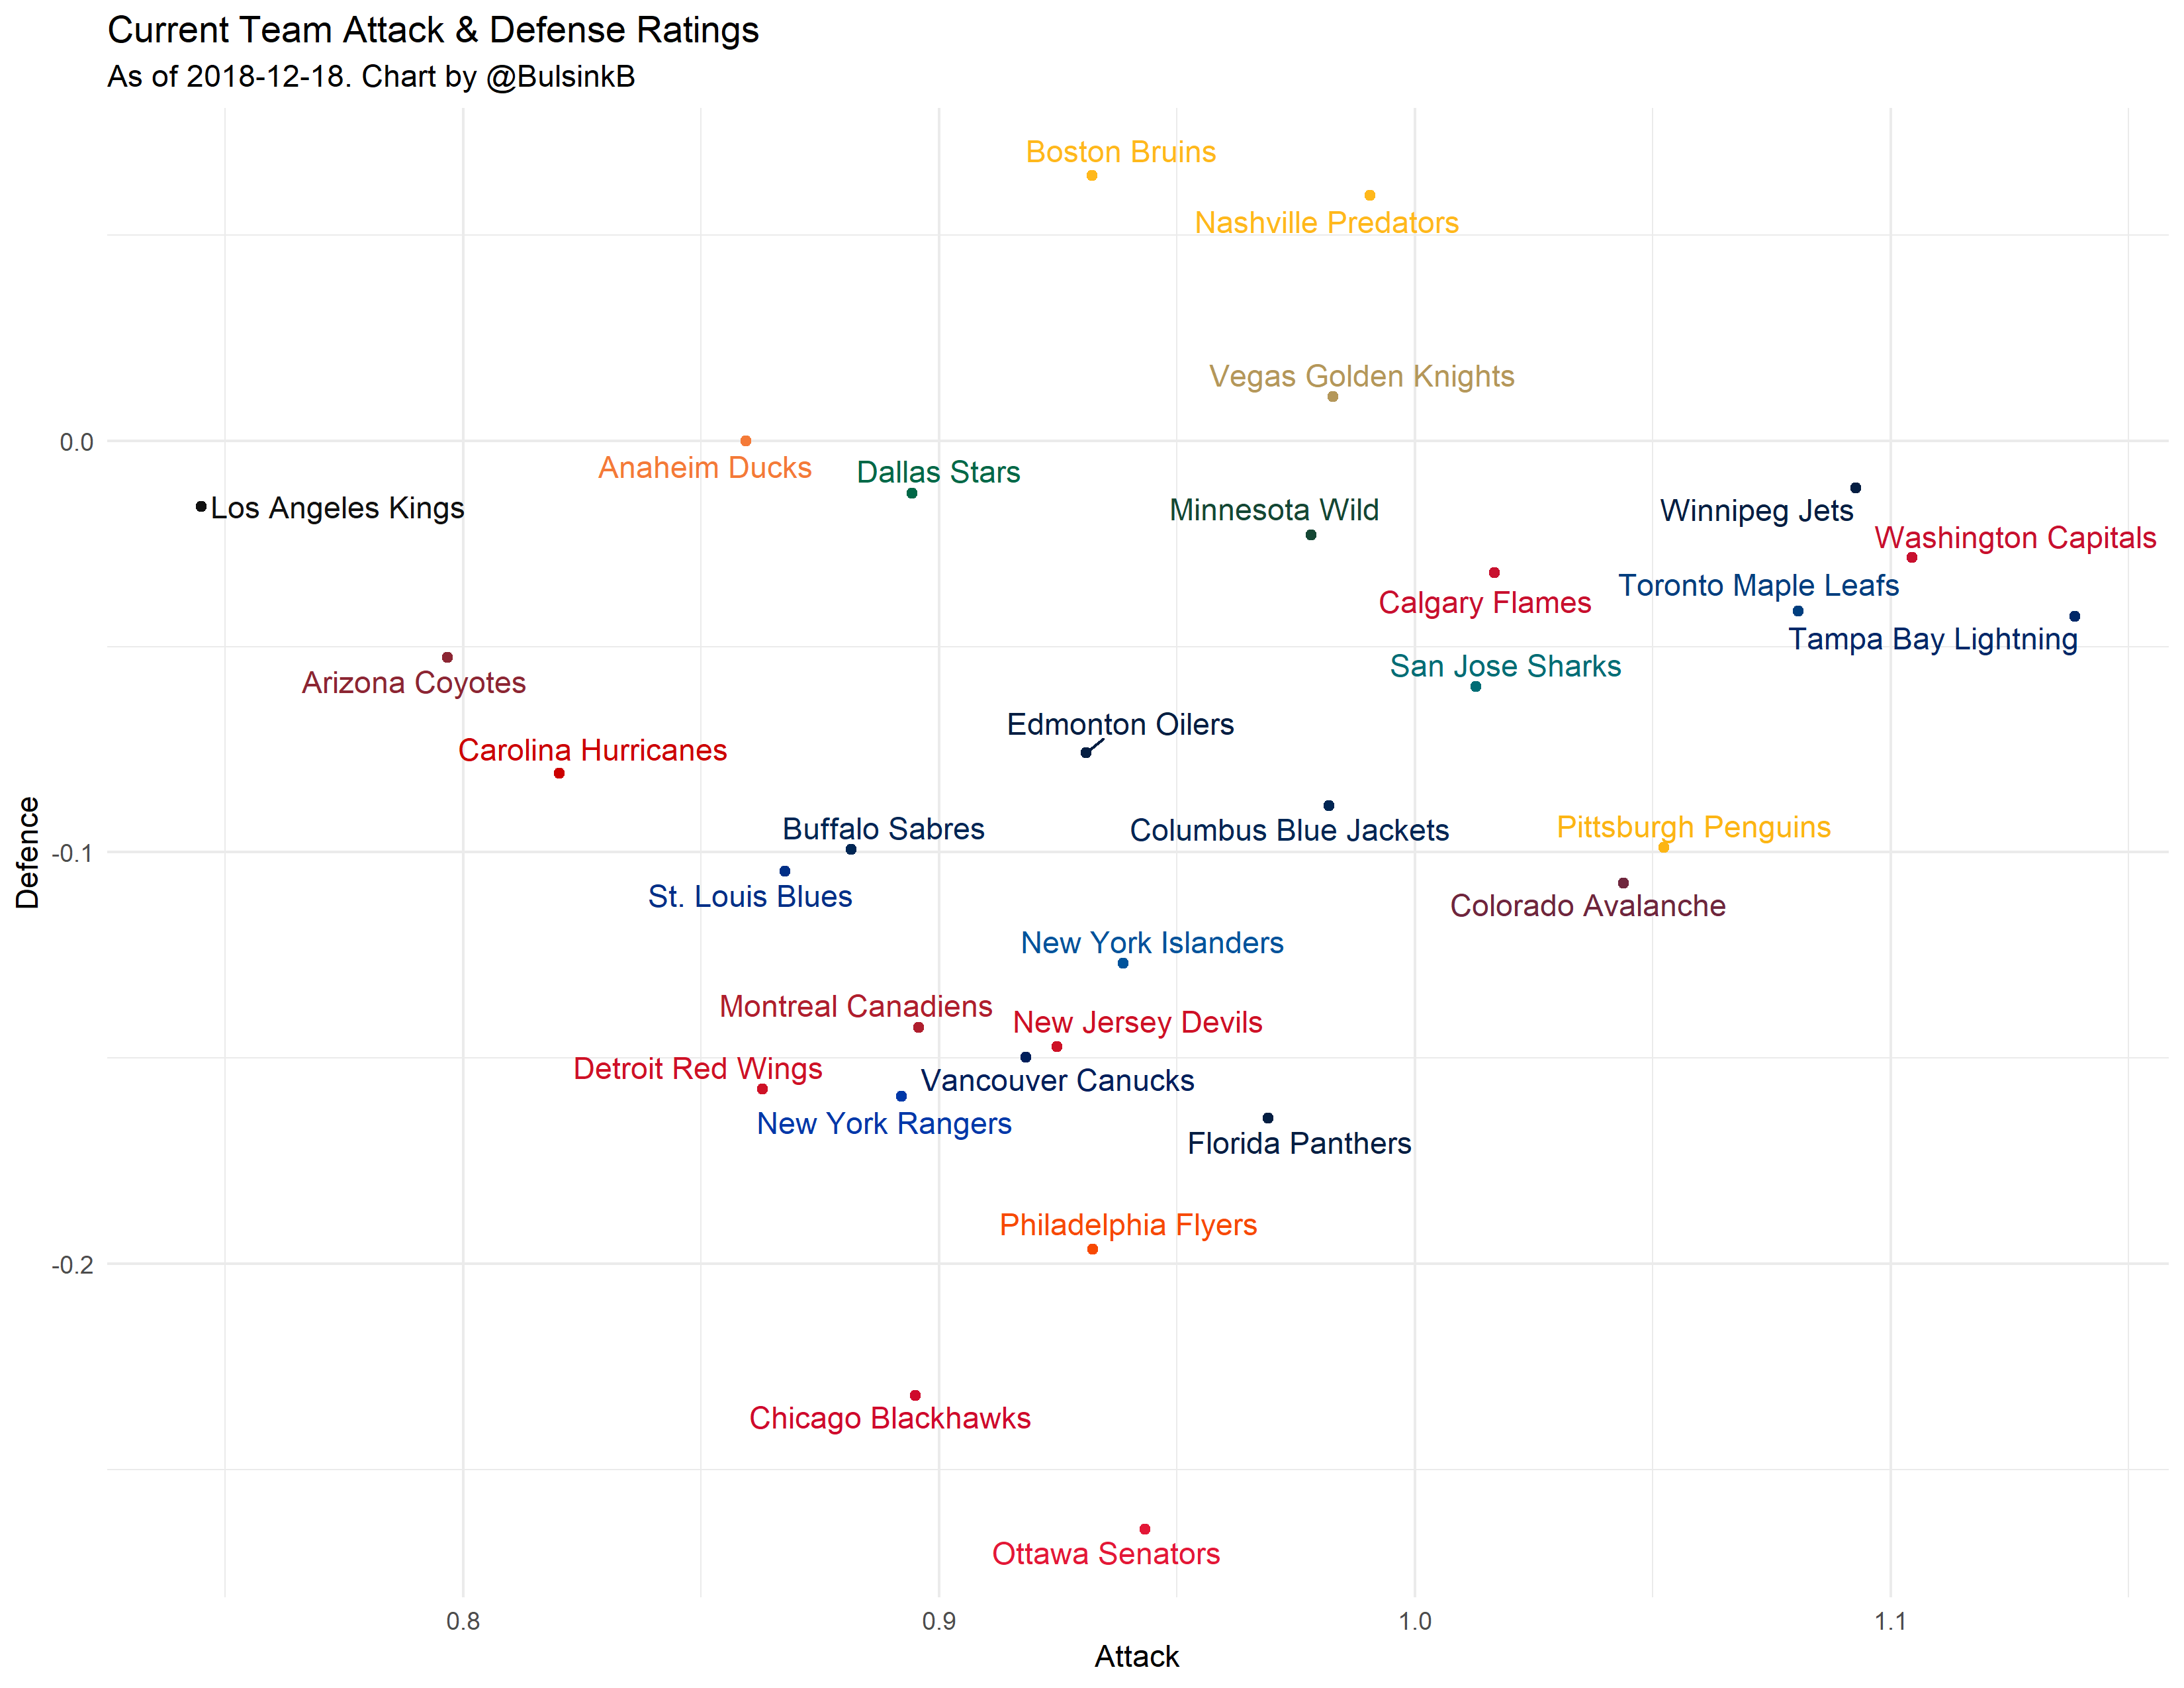 Current Team Attack & Defense Ratings
As of 2018-12-18. Chart by @BulsinkB
Boston Bruins
Nashville Predators
Vegas Golden Knights
0.0
Anaheim Ducks
Dallas Stars
Los Angeles Kings
Minnesota Wild
Winnipeg Jets
Washington Capitals
Toronto Maple Leafs
Calgary Flames
Tampa Bay Lightning
San Jose Sharks
Arizona Coyotes
Edmonton Oilers
Carolina Hurricanes
Buffalo Sabres
Columbus Blue Jackets
Pittsburgh Penguins
Defence
-0.1
St. Louis Blues
Colorado Avalanche
New York Islanders
Montreal Canadiens
New Jersey Devils
Detroit Red Wings
Vancouver Canucks
New York Rangers
Florida Panthers
Philadelphia Flyers
-0.2
Chicago Blackhawks
Ottawa Senators
0.8
0.9
1.0
1.1
Attack